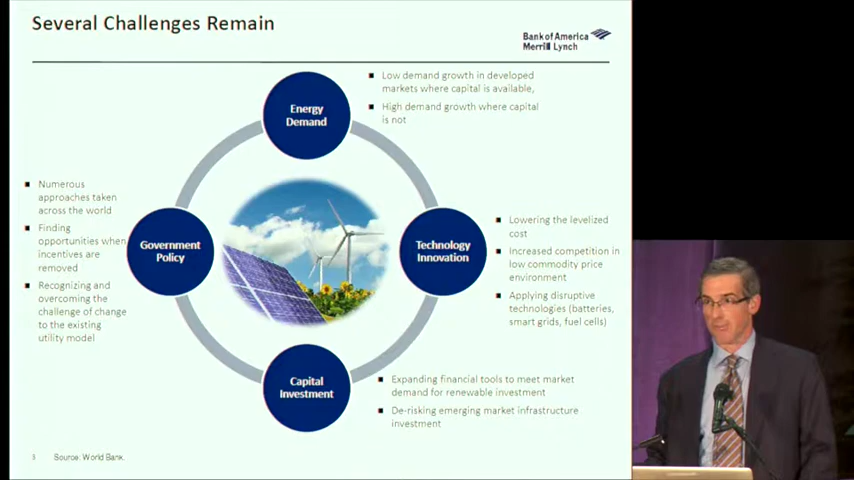 Several Challenges Remain
Bank of America
Merrill Lynch
Energy
Demand
■ Low demand growth in developed
markets where capital is available,
■ High demand growth where capital
is not
■ Numerous
approaches taken
across the world
■ Finding
opportunities when
incentives are
removed
■ Recognizing and
overcoming the
challenge of change
to the existing
utility model
Government
Policy
Technology
Innovation
■ Lowering the levelized
cost
■ Increased competition in
low commodity price
environment
■ Applying disruptive
technologies (batteries,
smart grids, fuel cells)
Capital
Investment
■ Expanding financial tools to meet market
demand for renewable investment
■ De-risking emerging market infrastructure
investment
Source: World Bank.